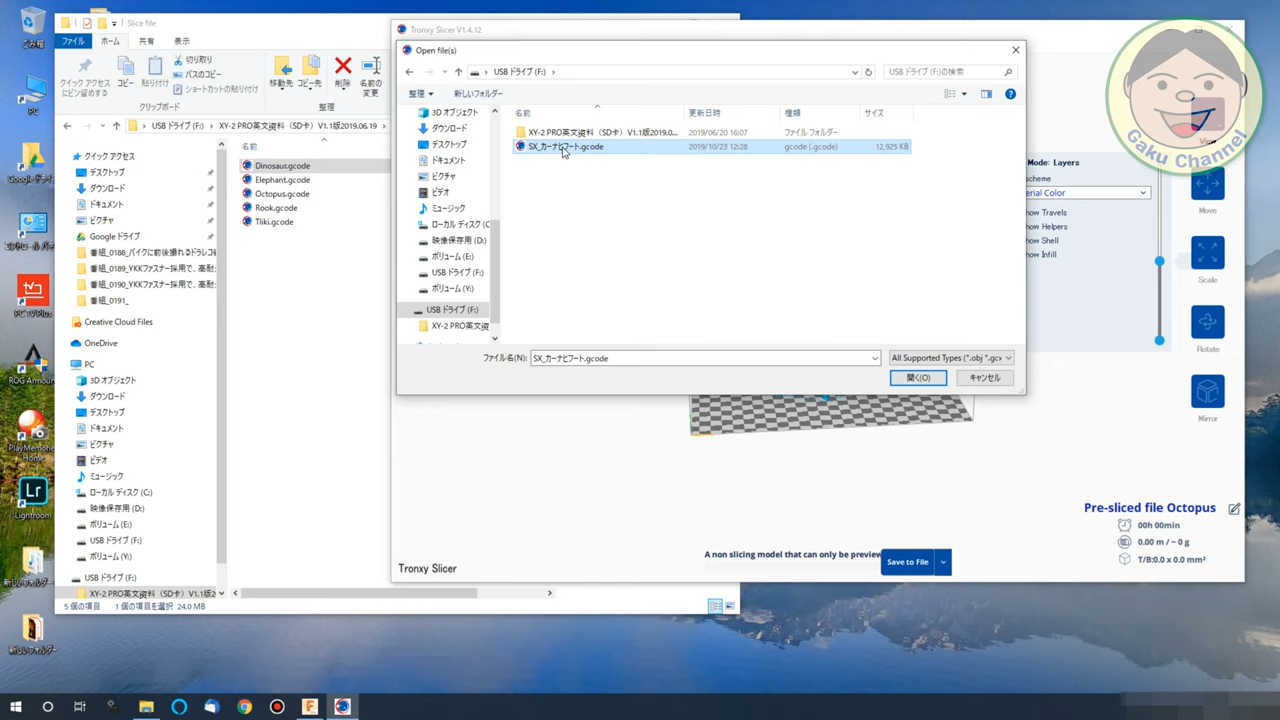 Slice file
ファイル ホーム 共有 表示
クイック アクセス
にピン留めする
コピー
貼り付け
切り取り
パスのコピー
ショートカットの貼り付け
移動先
コピー先
削除
名前の
変更
クリップボード
整理
USB ドライブ (F:) › XY-2 PRO英文資料（SD卡）V1.1版2019.06.19 ›
名前
クイック アクセス
デスクトップ
ダウンロード
ドキュメント
ピクチャ
Google ドライブ
番組_0188_バイクに前後撮れるドラレコ
番組_0189_YKKファスナー採用で、高耐
番組_0190_YKKファスナー採用で、高耐
番組_0191_
Creative Cloud Files
OneDrive
PC
3D オブジェクト
ダウンロード
デスクトップ
ドキュメント
ピクチャ
ビデオ
ミュージック
ローカル ディスク (C:)
映像保存用 (D:)
ボリューム (E:)
USB ドライブ (F:)
ボリューム (Y:)
USB ドライブ (F:)
XY-2 PRO英文資料（SD卡）V1.1版2
Dinosaur.gcode
Elephant.gcode
Octopus.gcode
Rook.gcode
Tliki.gcode
5 個の項目 1 個の項目を選択 24.0 MB
Tronxy Slicer V1.4.12
Open file(s)
USB ドライブ (F:) ›
USB ドライブ (F:)の検索
整理 新しいフォルダー
3D オブジェクト
ダウンロード
デスクトップ
ドキュメント
ピクチャ
ビデオ
ミュージック
ローカル ディスク (C
映像保存用 (D:)
ボリューム (E:)
USB ドライブ (F:)
ボリューム (Y:)
USB ドライブ (F:)
XY-2 PRO英文資
名前 更新日時 種類 サイズ
XY-2 PRO英文資料（SD卡）V1.1版2019.0... 2019/06/20 16:07 ファイル フォルダー
SX_カーナビフート.gcode 2019/10/23 12:28 gcode (.gcode) 12,925 KB
ファイル名(N): SX_カーナビフート.gcode
All Supported Types (*.obj *.gcx
開く(O) キャンセル
Gaku Channel
View
Mode: Layers
scheme
erial Color
how Travels
how Helpers
how Shell
how Infill
Move
Scale
Rotate
Mirror
Pre-sliced file Octopus
00h 00min
0.00 m / ~ 0 g
T/B:0.0 x 0.0 mm²
A non slicing model that can only be preview
Save to File
Tronxy Slicer
ごみ箱
PC
Google ドライ
PC TV Plus
PlayMemories
Home
Lightroom
新しいフォルダー
新しいフォルダー
Lr